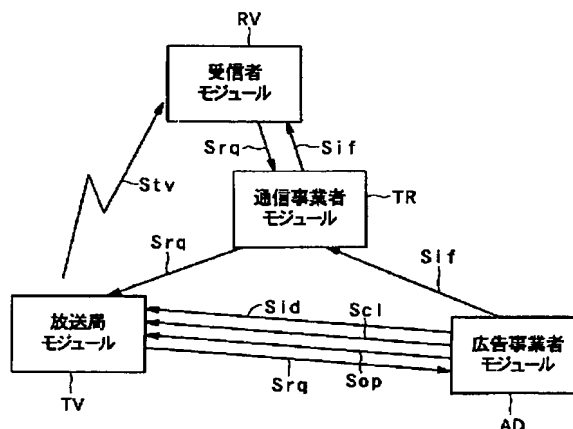 RV
受信者
モジュール
Srq
Sif
Stv
通信事業者
モジュール
TR
Srq
Sif
放送局
モジュール
Sid
Scl
Sop
Srq
広告事業者
モジュール
TV
AD